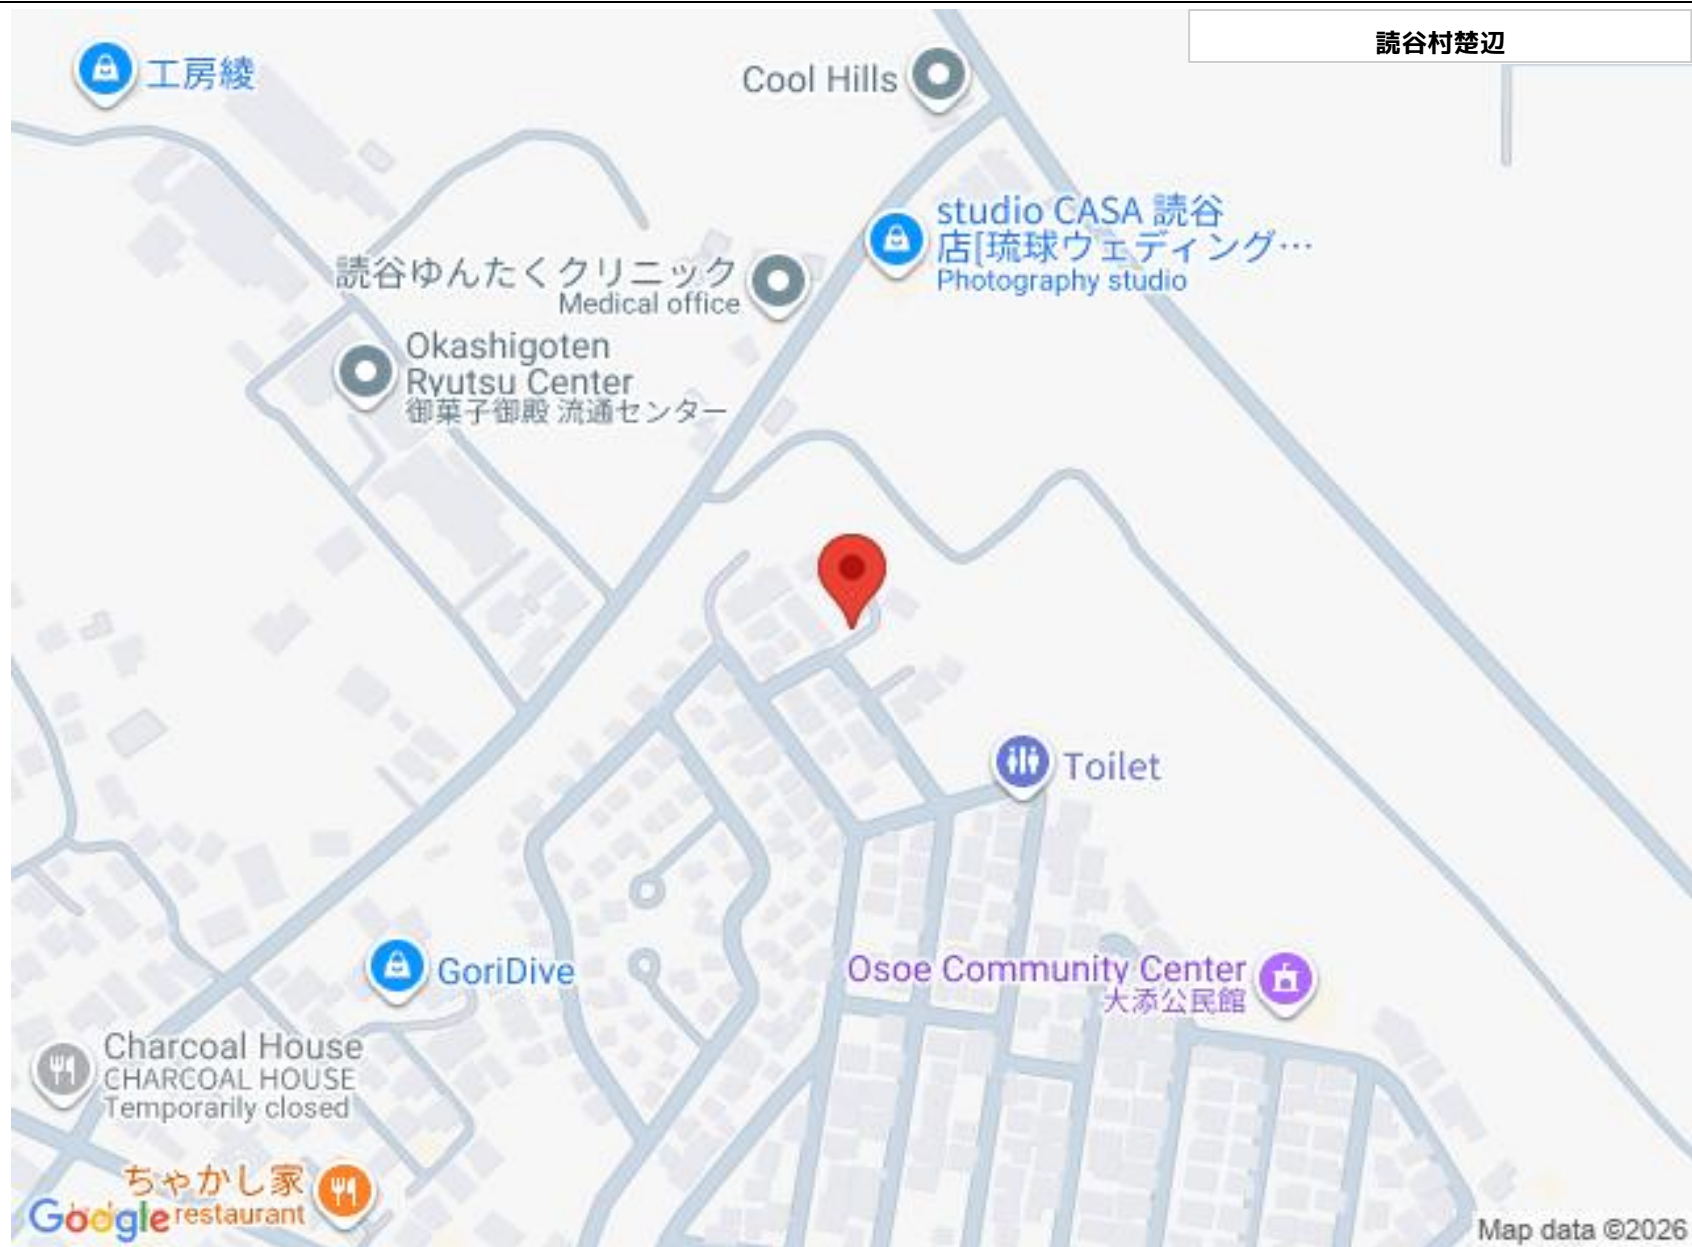 読谷村楚辺
工房綾
Cool Hills
studio CASA 読谷
店[琉球ウェディング…
Photography studio
読谷ゆんたくクリニック
Medical office
Okashigoten
Ryutsu Center
御菓子御殿 流通センター
Toilet
GoriDive
Osoe Community Center
大添公民館
Charcoal House
CHARCOAL HOUSE
Temporarily closed
ちゃかし家
restaurant
Google
Map data ©2026